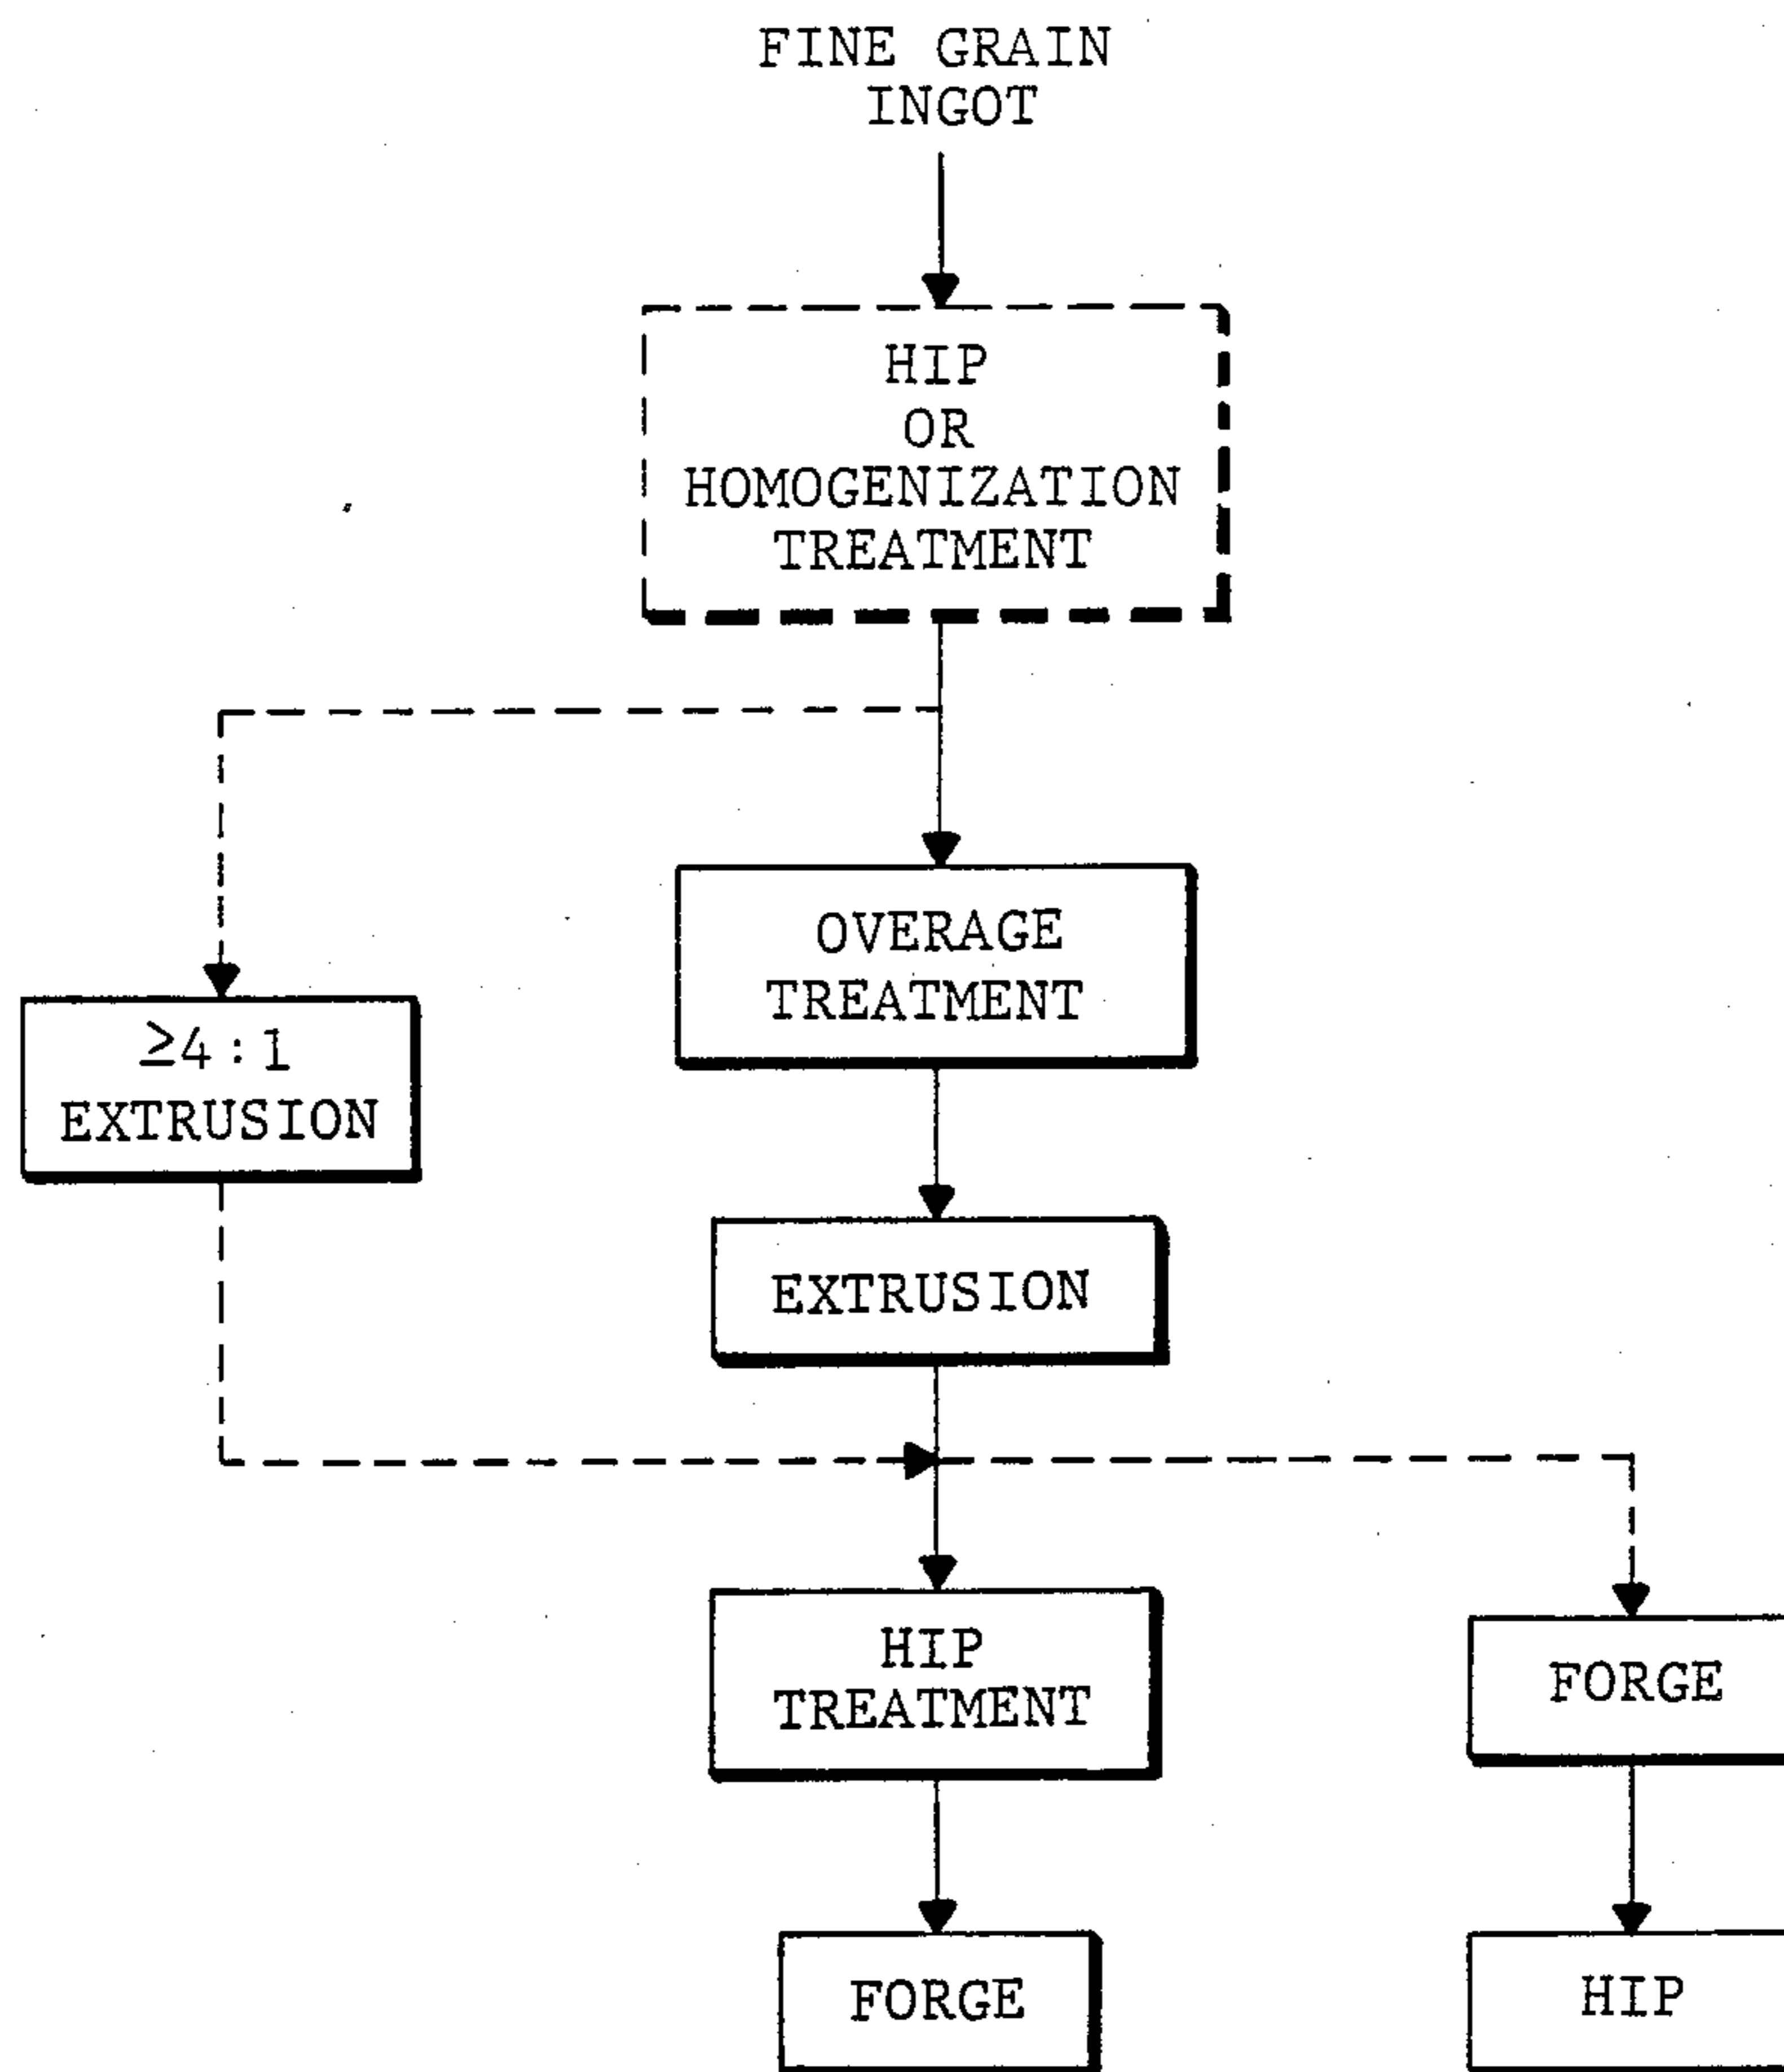 FINE GRAIN
INGOT
HIP
OR
HOMOGENIZATION
TREATMENT
OVERAGE
TREATMENT
≥4:1
EXTRUSION
EXTRUSION
HIP
TREATMENT
FORGE
FORGE
HIP